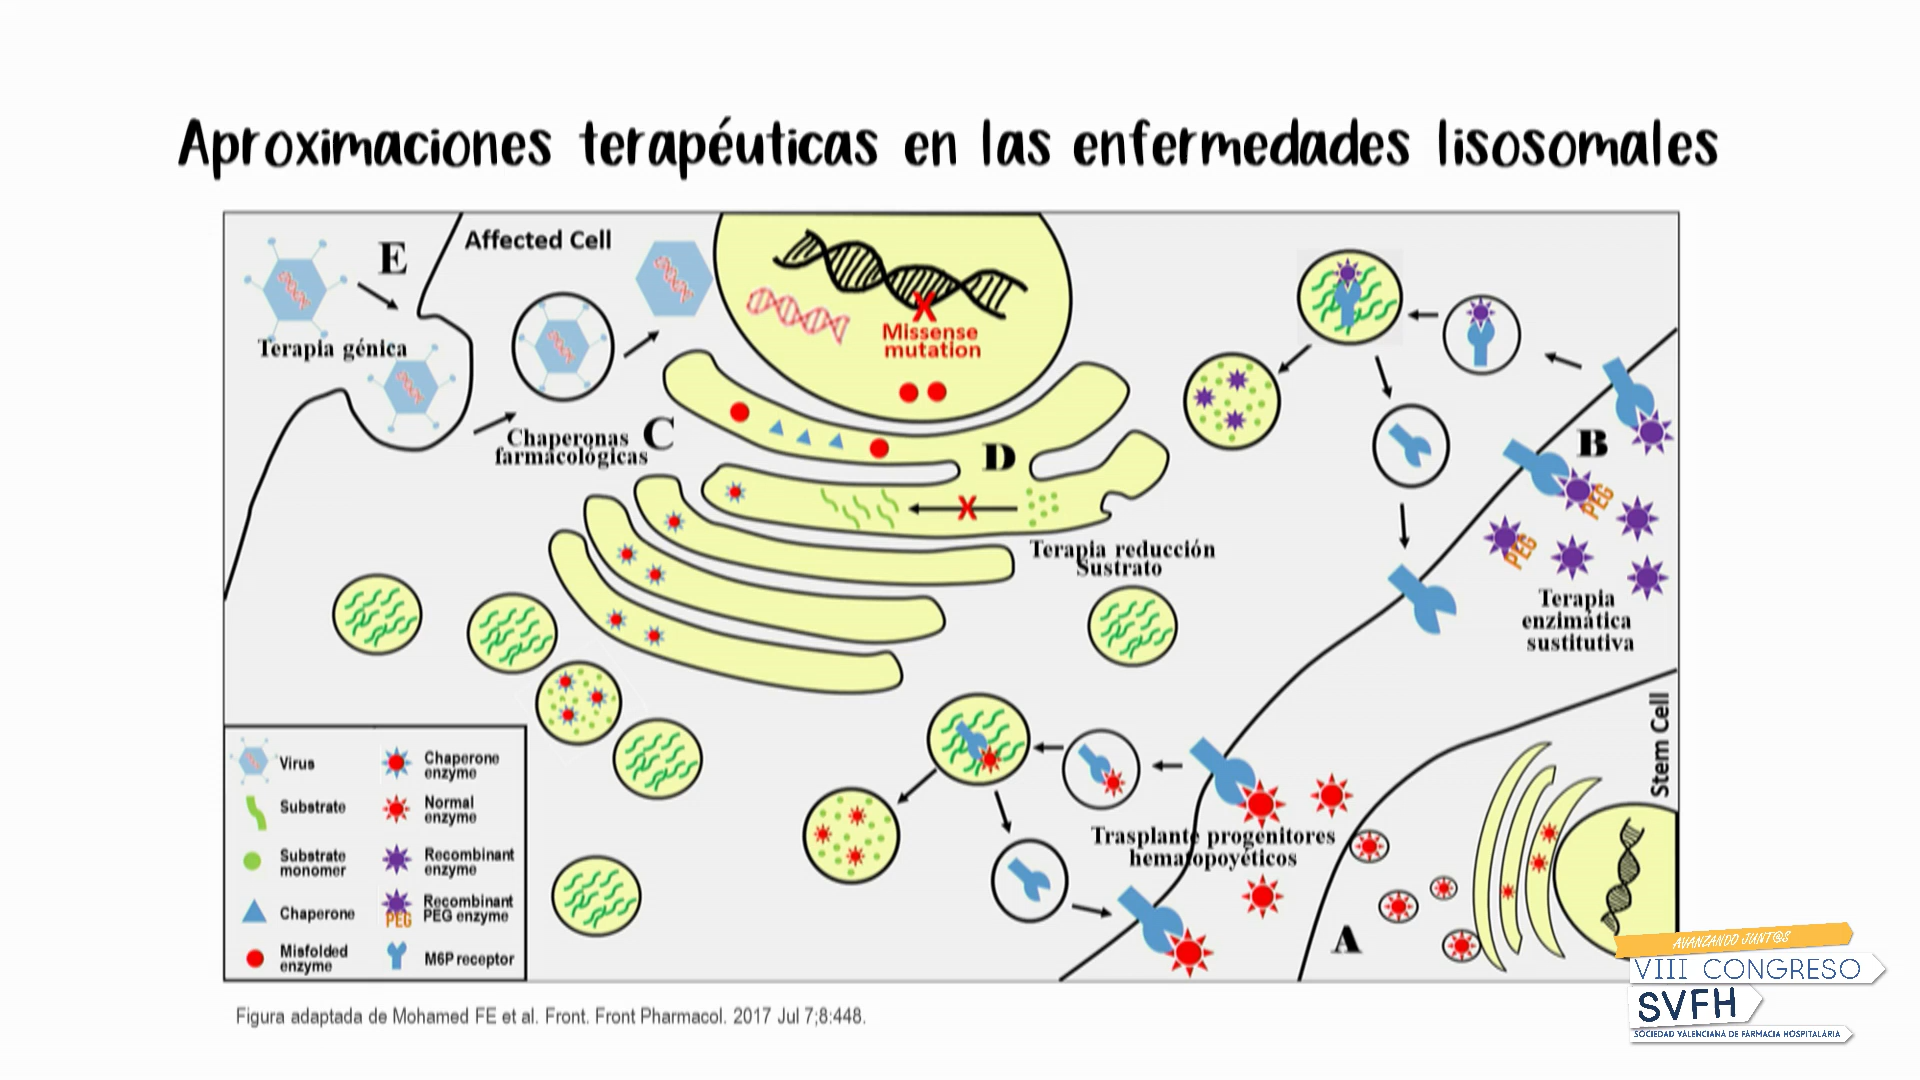 Aproximaciones terapéuticas en las enfermedades lisosomales
E
Affected Cell
Terapia génica
Missense
mutation
Chaperonas
farmacológicas
C
D
Terapia reducción
Sustrato
B
PEG
PEG
Terapia
enzimática
sustitutiva
Stem Cell
Trasplante progenitores
hematopoyéticos
A
Virus
Substrate
Substrate
monomer
Chaperone
Misfolded
enzyme
Chaperone
enzyme
Normal
enzyme
Recombinant
enzyme
PEG
Recombinant
PEG enzyme
M6P receptor
Figura adaptada de Mohamed FE et al. Front. Front Pharmacol. 2017 Jul 7;8:448.
AVANZANDO JUNT@S
VIII CONGRESO
SVFH
SOCIEDAD VALENCIANA DE FARMACIA HOSPITALARIA